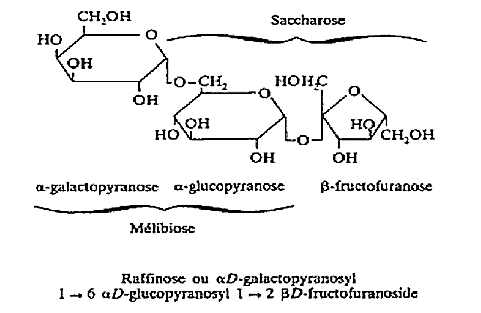 Saccharose
CH₂OH
HO
O
OH
OH
O-CH₂
HOH₂C
O
O
OH
HO
OH
O
HO
CH₂OH
OH
α-galactopyranose α-glucopyranose β-fructofuranose
Mélibiose
Raffinose ou αD-galactopyranosyl
1 → 6 αD-glucopyranosyl 1 → 2 βD-fructofuranoside